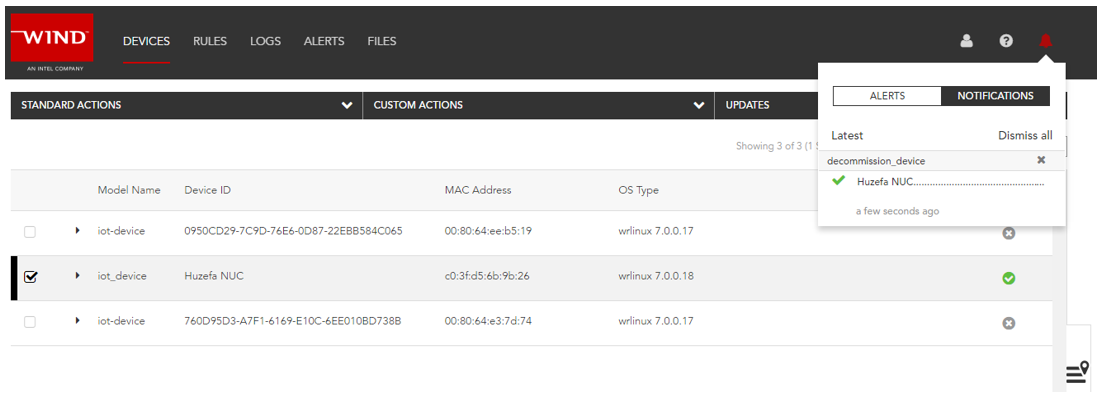 WIND
AN INTEL COMPANY
DEVICES RULES LOGS ALERTS FILES
STANDARD ACTIONS CUSTOM ACTIONS UPDATES
ALERTS NOTIFICATIONS
Latest Dismiss all
decommission_device
Huzefa NUC................................................
a few seconds ago
Showing 3 of 3 (1
Model Name Device ID MAC Address OS Type
iot-device 0950CD29-7C9D-76E6-0D87-22EBB584C065 00:80:64:ee:b5:19 wrlinux 7.0.0.17
iot_device Huzefa NUC c0:3f:d5:6b:9b:26 wrlinux 7.0.0.18
iot-device 760D95D3-A7F1-6169-E10C-6EE010BD738B 00:80:64:e3:7d:74 wrlinux 7.0.0.17